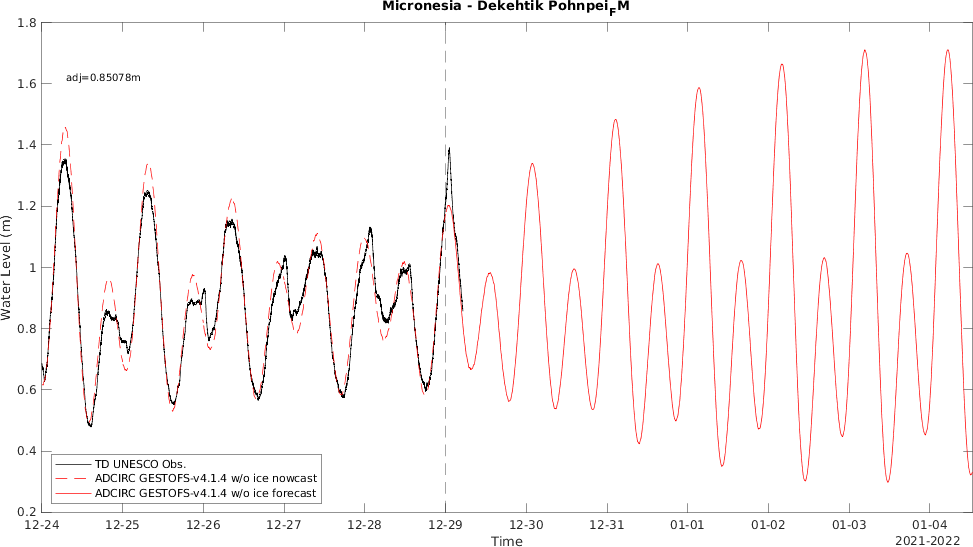 Micronesia - Dekehtik PohnpeiFM
1.8
1.6
1.4
1.2
1
0.8
0.6
0.4
0.2
Water Level (m)
adj=0.85078m
TD UNESCO Obs.
ADCIRC GESTOFS-v4.1.4 w/o ice nowcast
ADCIRC GESTOFS-v4.1.4 w/o ice forecast
12-24 12-25 12-26 12-27 12-28 12-29 12-30 12-31 01-01 01-02 01-03 01-04
Time
2021-2022